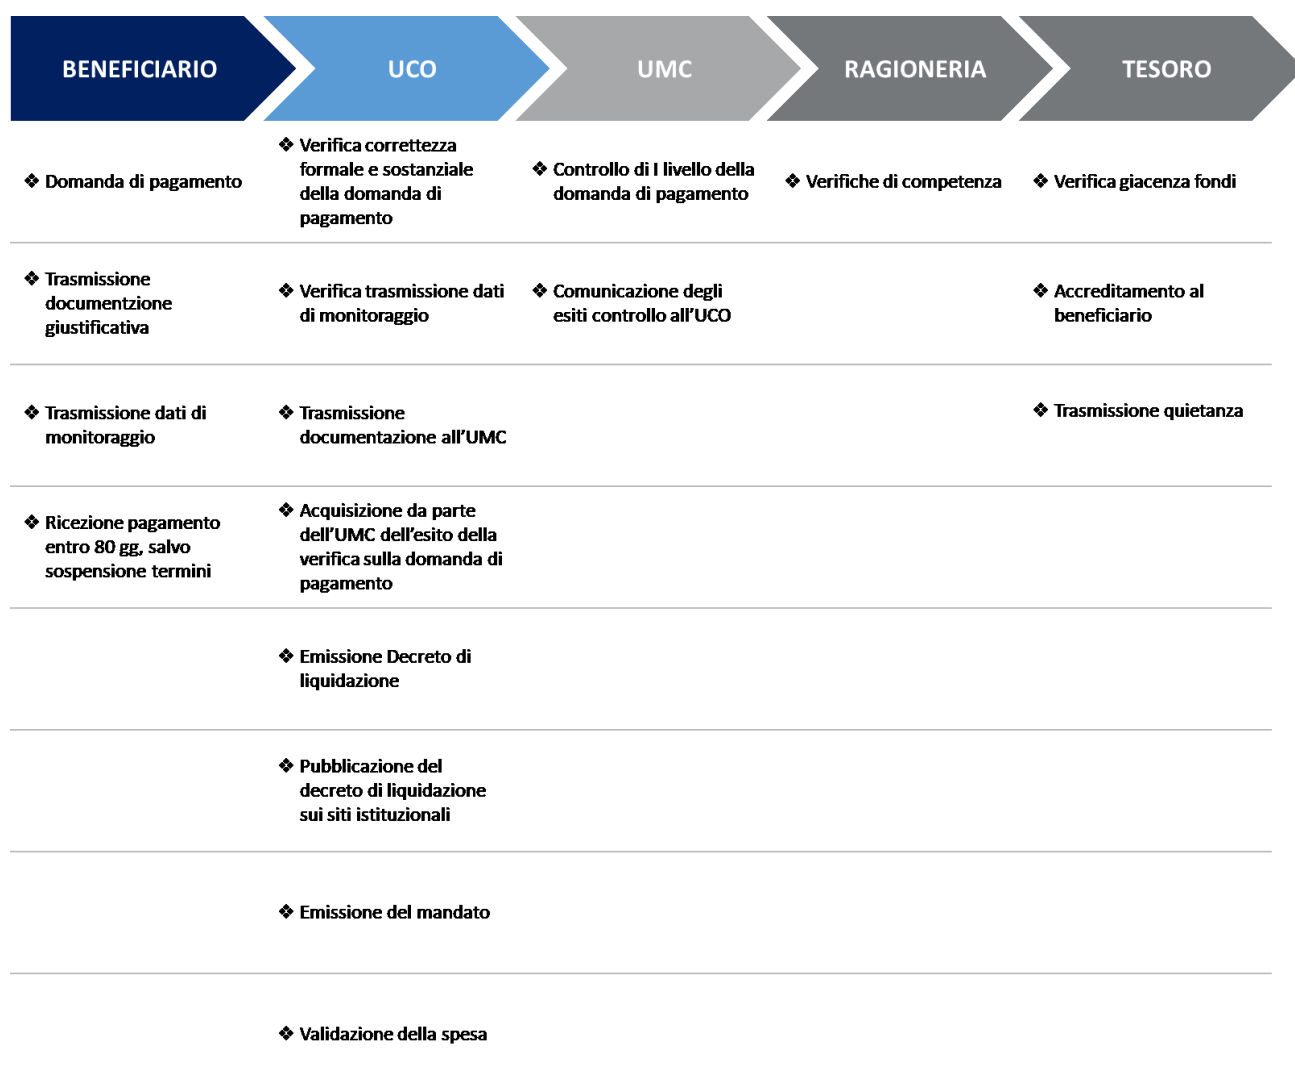 BENEFICIARIO
UCO
UMC
RAGIONERIA
TESORO
❖ Domanda di pagamento
❖ Verifica correttezza
formale e sostanziale
della domanda di
pagamento
❖ Controllo di I livello della
domanda di pagamento
❖ Verifiche di competenza
❖ Verifica giacenza fondi
❖ Trasmissione
documentzione
giustificativa
❖ Verifica trasmissione dati
di monitoraggio
❖ Comunicazione degli
esiti controllo all'UCO
❖ Accreditamento al
beneficiario
❖ Trasmissione dati di
monitoraggio
❖ Trasmissione
documentazione all'UMC
❖ Trasmissione quietanza
❖ Ricezione pagamento
entro 80 gg, salvo
sospensione termini
❖ Acquisizione da parte
dell'UMC dell'esito della
verifica sulla domanda di
pagamento
❖ Emissione Decreto di
liquidazione
❖ Pubblicazione del
decreto di liquidazione
sui siti istituzionali
❖ Emissione del mandato
❖ Validazione della spesa